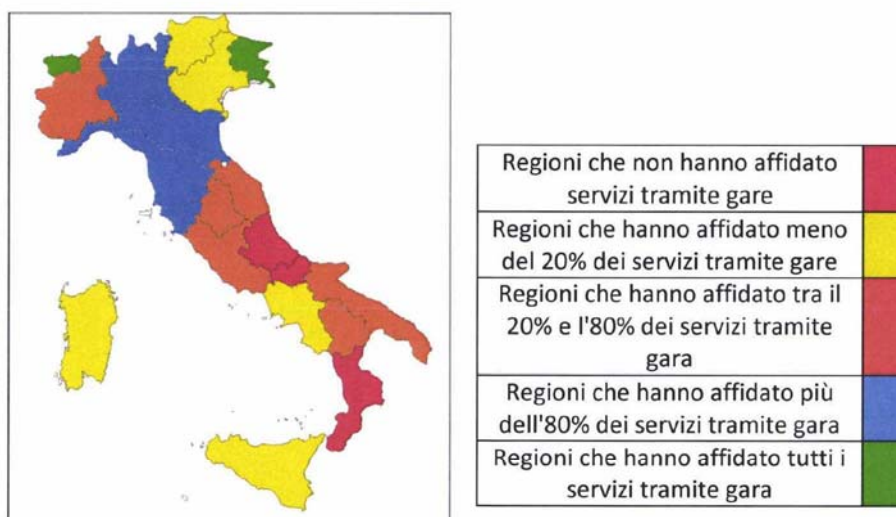 Regioni che non hanno affidato
servizi tramite gare
Regioni che hanno affidato meno
del 20% dei servizi tramite gare
Regioni che hanno affidato tra il
20% e l'80% dei servizi tramite
gara
Regioni che hanno affidato più
dell'80% dei servizi tramite gara
Regioni che hanno affidato tutti i
servizi tramite gara